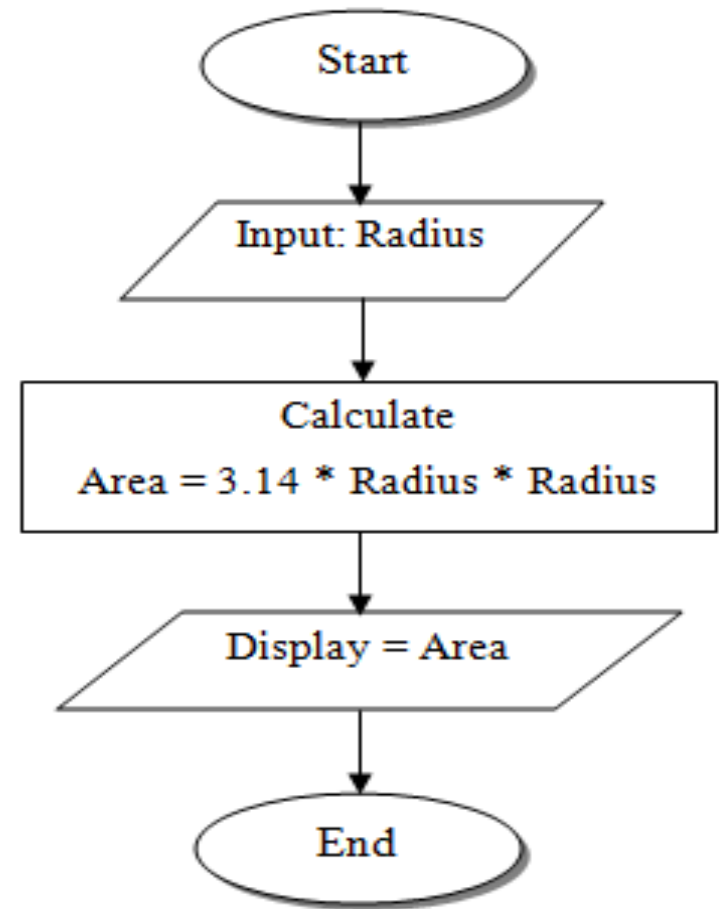 Start
Input: Radius
Calculate
Area = 3.14 * Radius * Radius
Display = Area
End